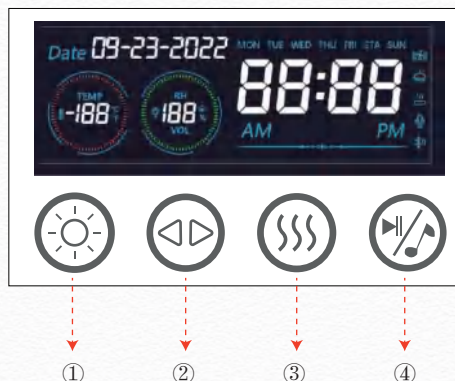 Date 09-23-2022
MON TUE WED THU FRI STA SUN
TEMP
-188 °F
RH
188 %
VOL
88:88
AM PM
① ② ③ ④